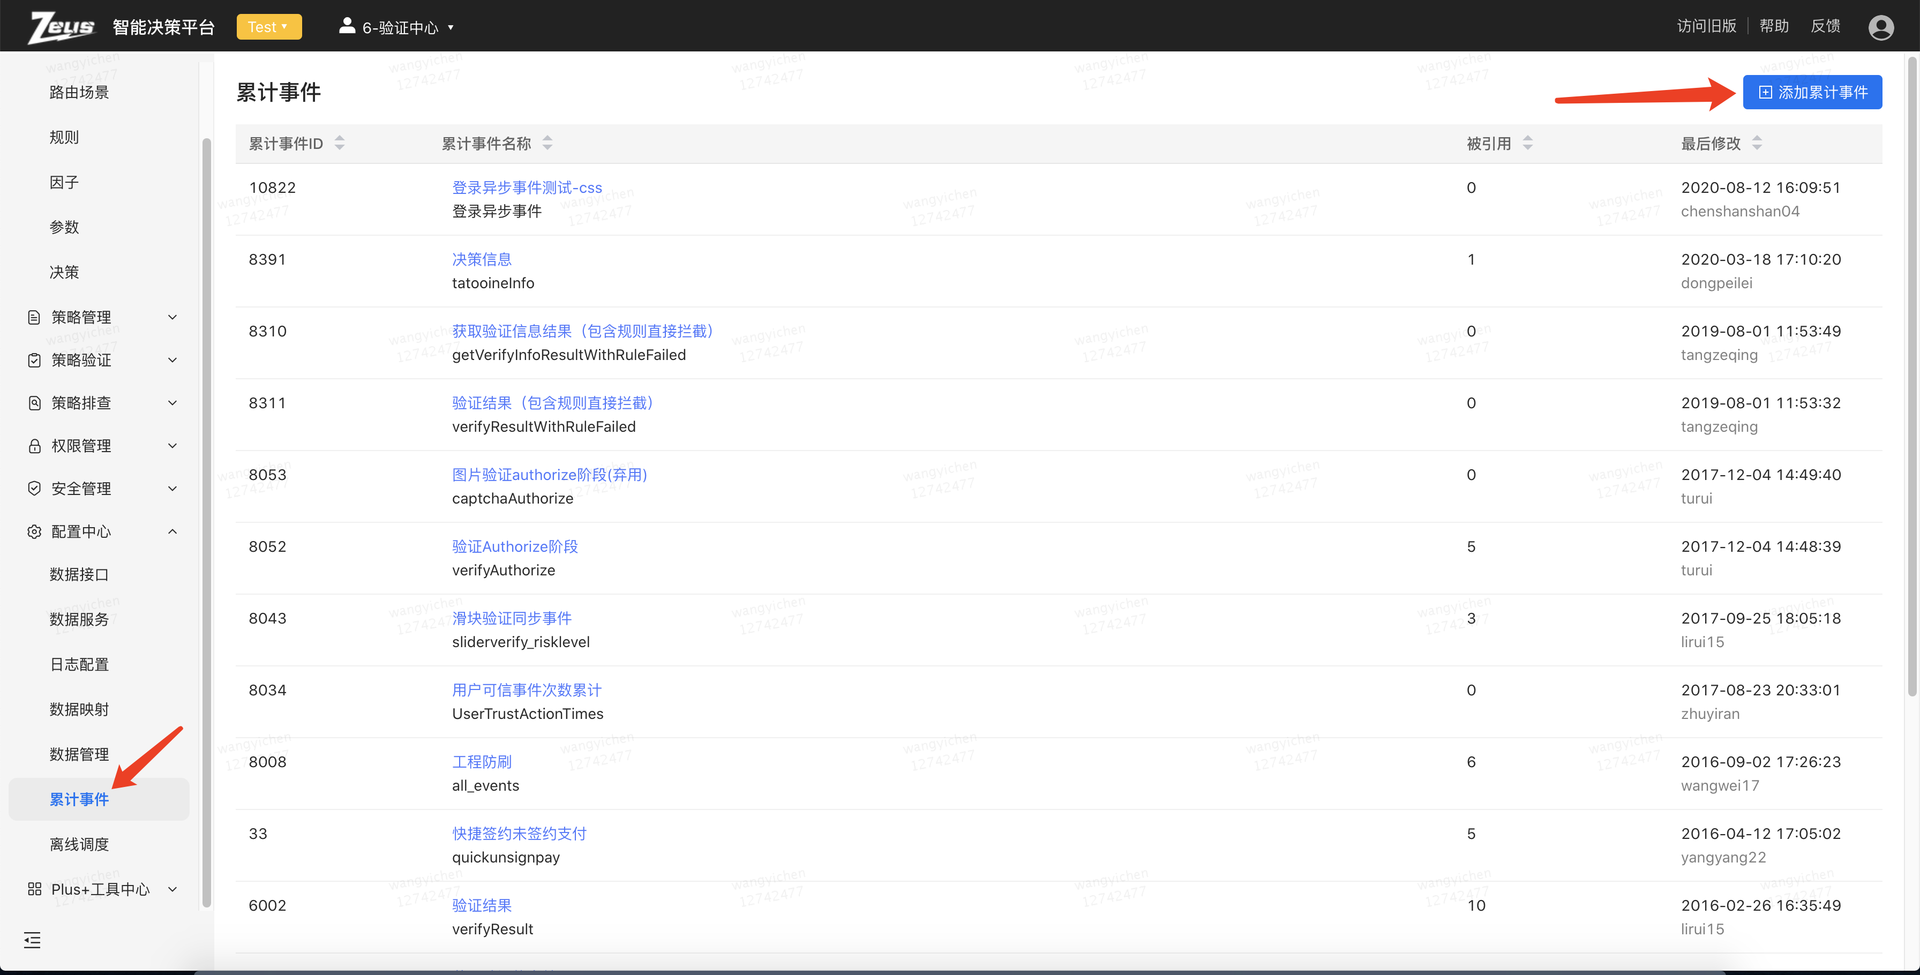 Zeus 智能决策平台 Test 6-验证中心 访问旧版 帮助 反馈
路由场景
规则
因子
参数
决策
策略管理
策略验证
策略排查
权限管理
安全管理
配置中心
数据接口
数据服务
日志配置
数据映射
数据管理
累计事件
离线调度
Plus+工具中心
累计事件
添加累计事件
累计事件ID 累计事件名称 被引用 最后修改
10822 登录异步事件测试-css 0 2020-08-12 16:09:51
登录异步事件 chenshanshan04
8391 决策信息 1 2020-03-18 17:10:20
tatooineInfo dongpeilei
8310 获取验证信息结果（包含规则直接拦截） 0 2019-08-01 11:53:49
getVerifyInfoResultWithRuleFailed tangzeqing
8311 验证结果（包含规则直接拦截） 0 2019-08-01 11:53:32
verifyResultWithRuleFailed tangzeqing
8053 图片验证authorize阶段(弃用) 0 2017-12-04 14:49:40
captchaAuthorize turui
8052 验证Authorize阶段 5 2017-12-04 14:48:39
verifyAuthorize turui
8043 滑块验证同步事件 3 2017-09-25 18:05:18
sliderverify_risklevel lirui15
8034 用户可信事件次数累计 0 2017-08-23 20:33:01
UserTrustActionTimes zhuyiran
8008 工程防刷 6 2016-09-02 17:26:23
all_events wangwei17
33 快捷签约未签约支付 5 2016-04-12 17:05:02
quickunsignpay yangyang22
6002 验证结果 10 2016-02-26 16:35:49
verifyResult lirui15
wangyichen
12742477